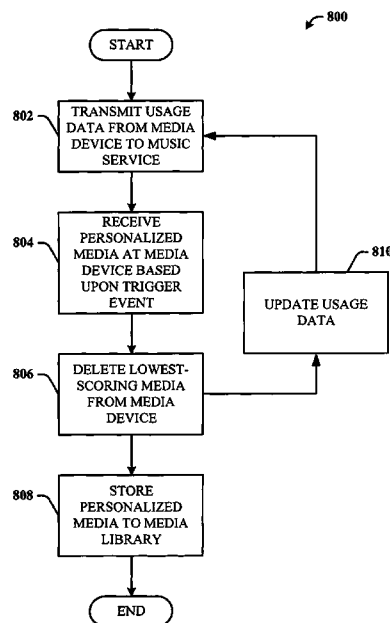 800
START
802
TRANSMIT USAGE
DATA FROM MEDIA
DEVICE TO MUSIC
SERVICE
804
RECEIVE
PERSONALIZED
MEDIA AT MEDIA
DEVICE BASED
UPON TRIGGER
EVENT
810
UPDATE USAGE
DATA
806
DELETE LOWEST-
SCORING MEDIA
FROM MEDIA
DEVICE
808
STORE
PERSONALIZED
MEDIA TO MEDIA
LIBRARY
END